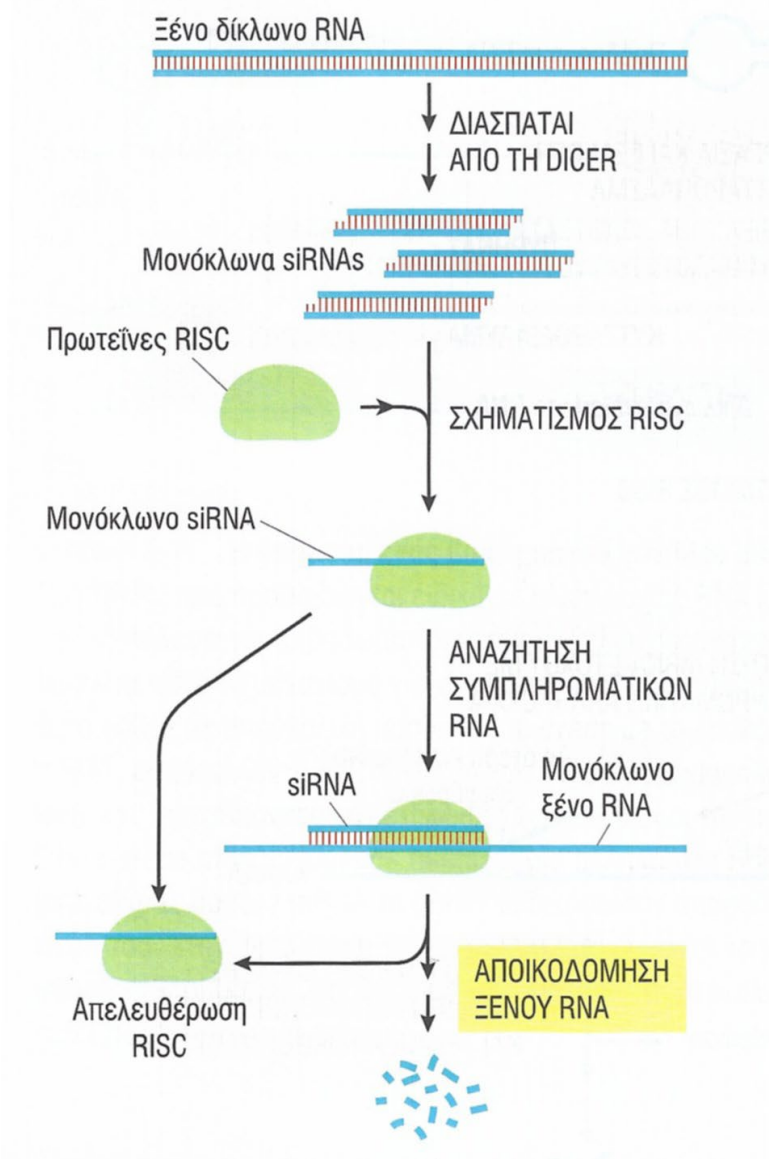 Ξένο δίκλωνο RNA
ΔΙΑΣΠΑΤΑΙ
ΑΠΟ ΤΗ DICER
Μονόκλωνα siRNAs
Πρωτεΐνες RISC
ΣΧΗΜΑΤΙΣΜΟΣ RISC
Μονόκλωνο siRNA
ΑΝΑΖΗΤΗΣΗ
ΣΥΜΠΛΗΡΩΜΑΤΙΚΩΝ
RNA
siRNA
Μονόκλωνο
ξένο RNA
ΑΠΟΙΚΟΔΟΜΗΣΗ
ΞΕΝΟΥ RNA
Απελευθέρωση
RISC